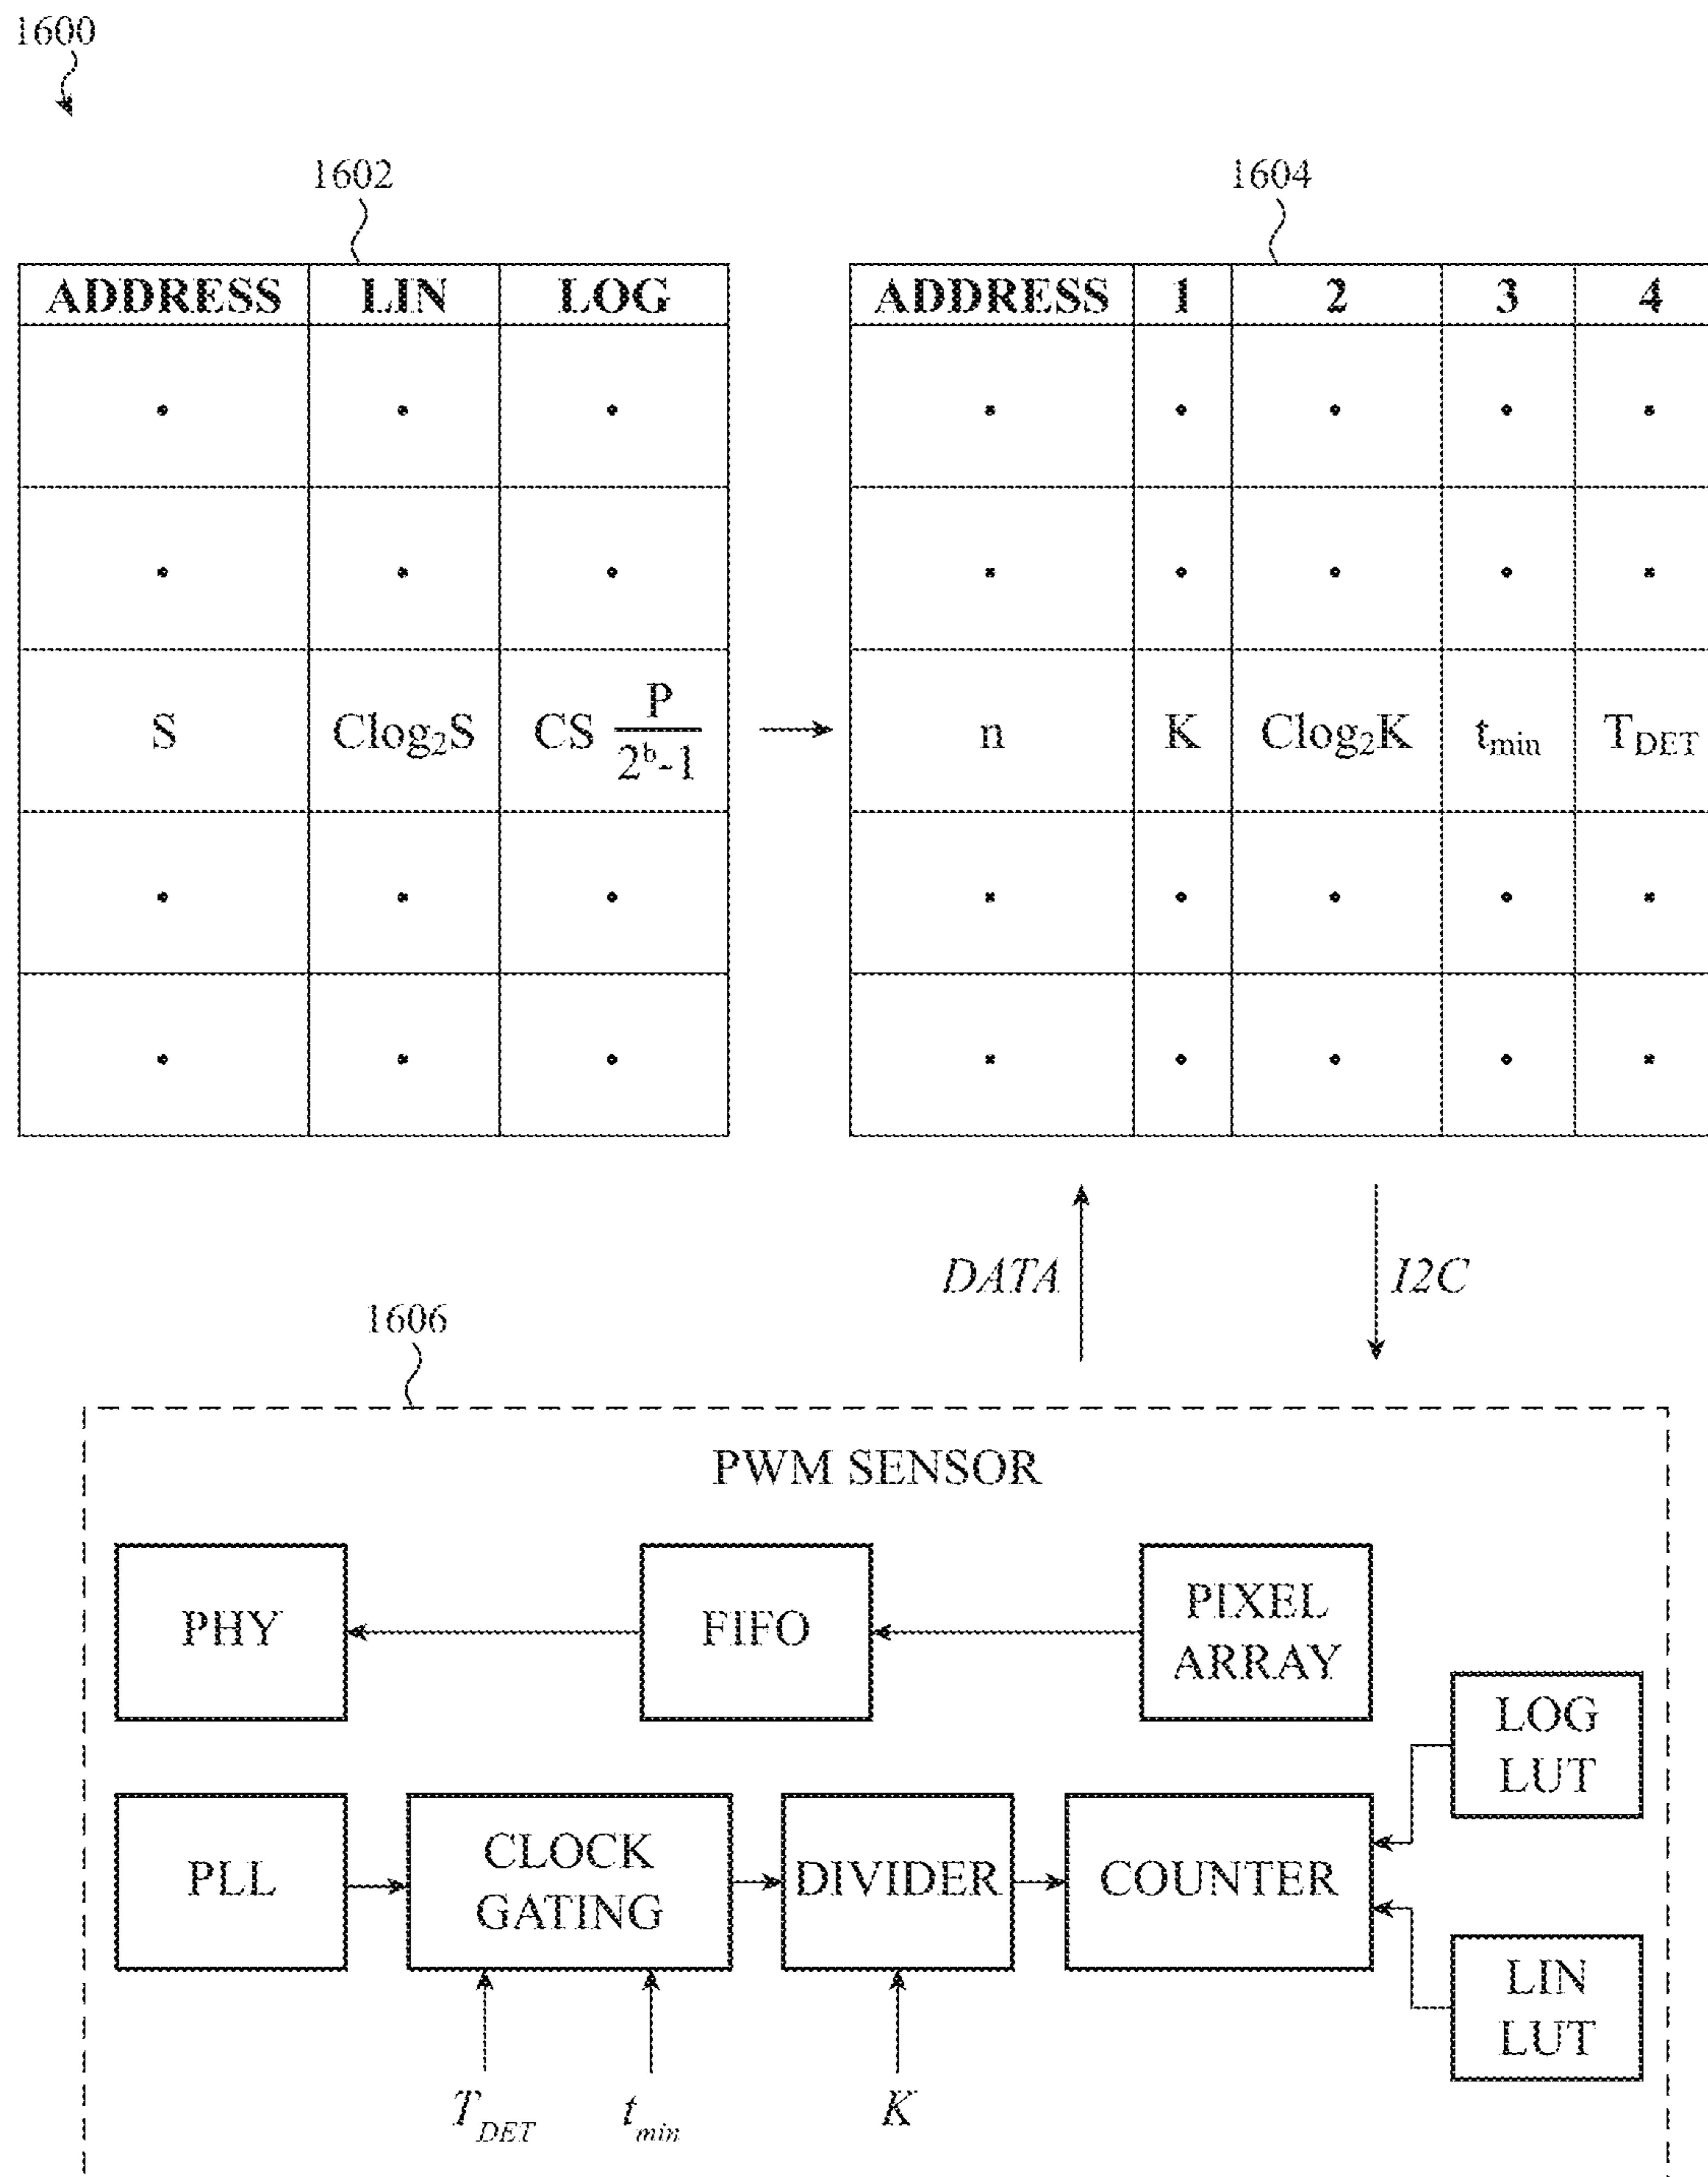 1600
1602
1604
ADDRESS LIN LOG
ADDRESS 1 2 3 4
S Clog₂S CS P/2ᵇ-1
n K Clog₂K tmin TDET
DATA
I2C
1606
PWM SENSOR
PHY
FIFO
PIXEL
ARRAY
LOG
LUT
PLL
CLOCK
GATING
DIVIDER
COUNTER
LIN
LUT
TDET
tmin
K